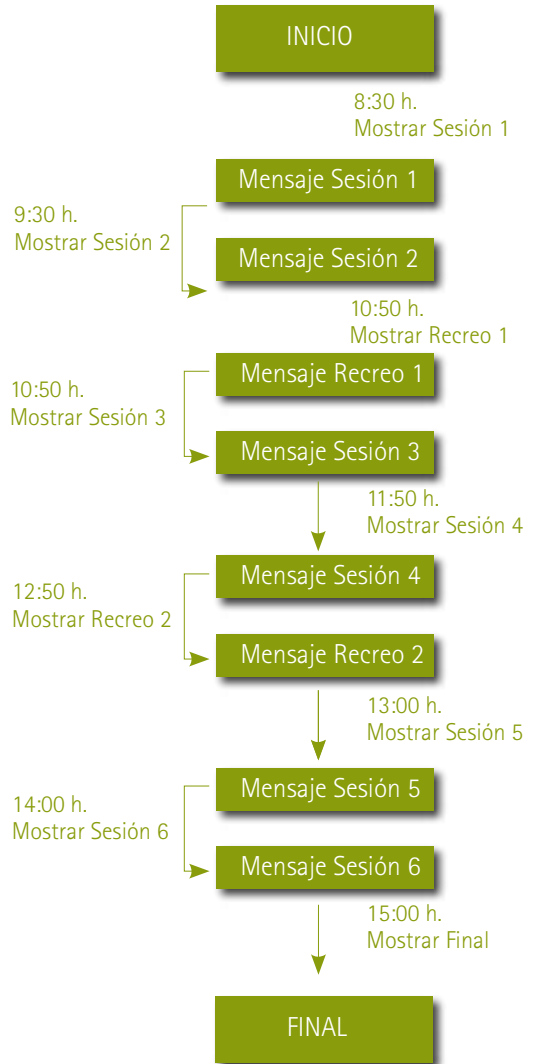 INICIO
8:30 h.
Mostrar Sesión 1
Mensaje Sesión 1
9:30 h.
Mostrar Sesión 2
Mensaje Sesión 2
10:50 h.
Mostrar Recreo 1
Mensaje Recreo 1
10:50 h.
Mostrar Sesión 3
Mensaje Sesión 3
11:50 h.
Mostrar Sesión 4
Mensaje Sesión 4
12:50 h.
Mostrar Recreo 2
Mensaje Recreo 2
13:00 h.
Mostrar Sesión 5
Mensaje Sesión 5
14:00 h.
Mostrar Sesión 6
Mensaje Sesión 6
15:00 h.
Mostrar Final
FINAL